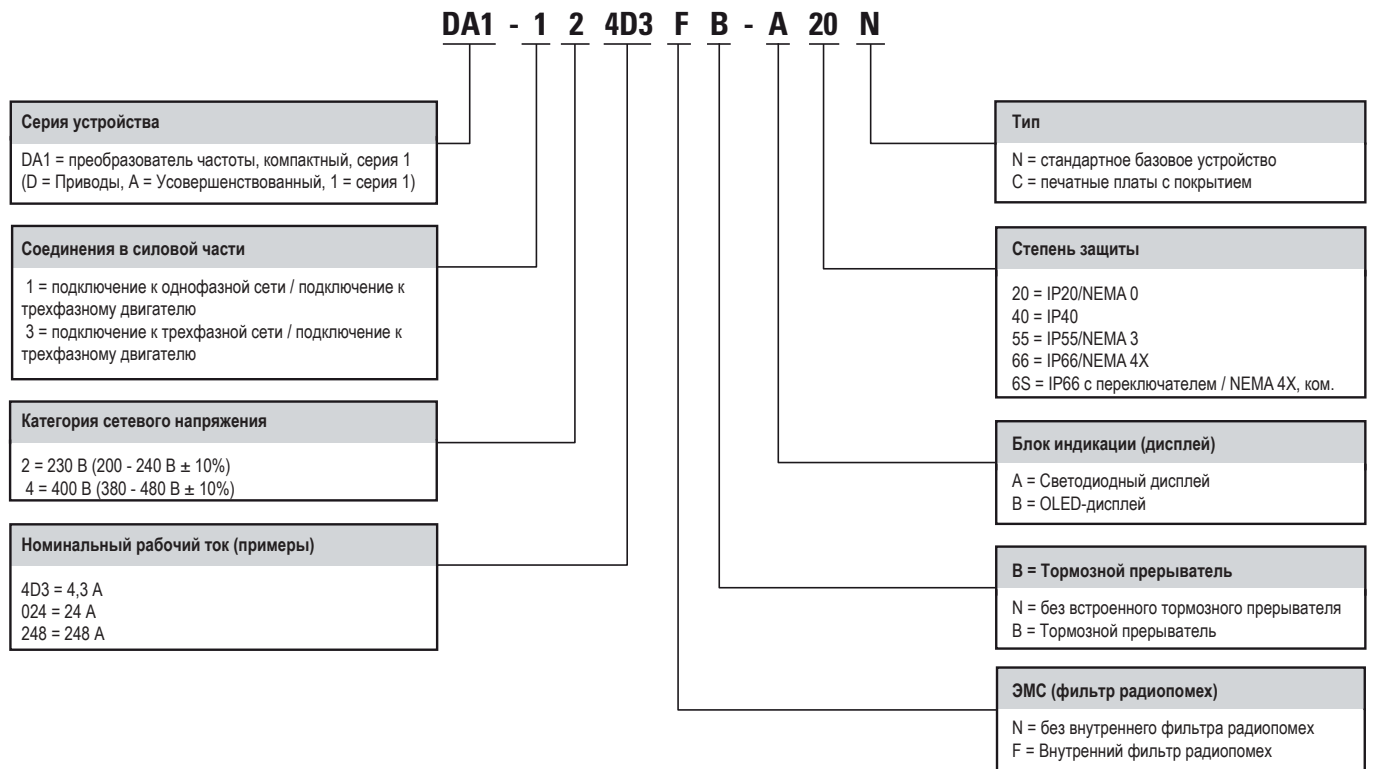 DA1 - 1 2 4D3 F B - A 20 N
Серия устройства
DA1 = преобразователь частоты, компактный, серия 1
(D = Приводы, A = Усовершенствованный, 1 = серия 1)
Соединения в силовой части
1 = подключение к однофазной сети / подключение к
трехфазному двигателю
3 = подключение к трехфазной сети / подключение к
трехфазному двигателю
Категория сетевого напряжения
2 = 230 В (200 - 240 В ± 10%)
4 = 400 В (380 - 480 В ± 10%)
Номинальный рабочий ток (примеры)
4D3 = 4,3 A
024 = 24 A
248 = 248 A
Тип
N = стандартное базовое устройство
C = печатные платы с покрытием
Степень защиты
20 = IP20/NEMA 0
40 = IP40
55 = IP55/NEMA 3
66 = IP66/NEMA 4X
6S = IP66 с переключателем / NEMA 4X, ком.
Блок индикации (дисплей)
A = Светодиодный дисплей
B = OLED-дисплей
B = Тормозной прерыватель
N = без встроенного тормозного прерывателя
B = Тормозной прерыватель
ЭМС (фильтр радиопомех)
N = без внутреннего фильтра радиопомех
F = Внутренний фильтр радиопомех